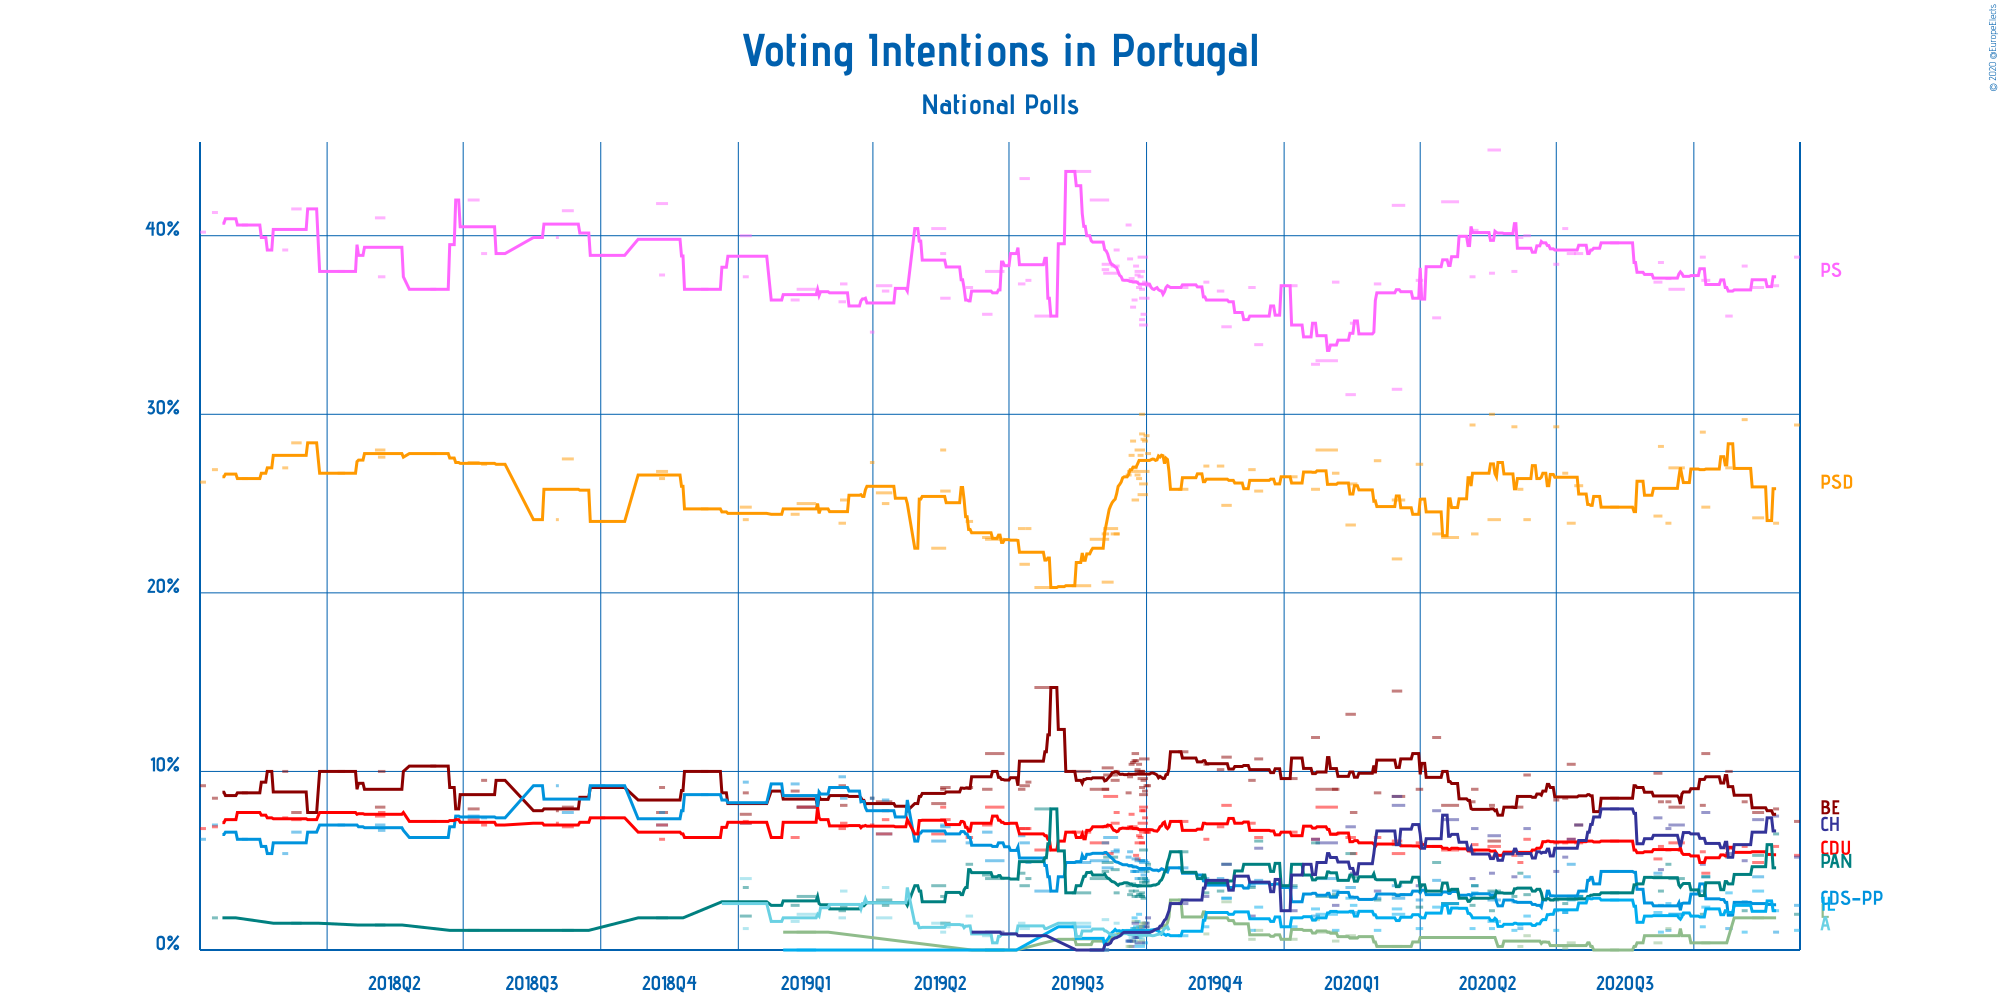 © 2020 @EuropeElects
Voting Intentions in Portugal
National Polls
40%
30%
20%
10%
0%
PS
PSD
BE
CH
CDU
PAN
CDS-PP
IL
L
A
2018Q2
2018Q3
2018Q4
2019Q1
2019Q2
2019Q3
2019Q4
2020Q1
2020Q2
2020Q3